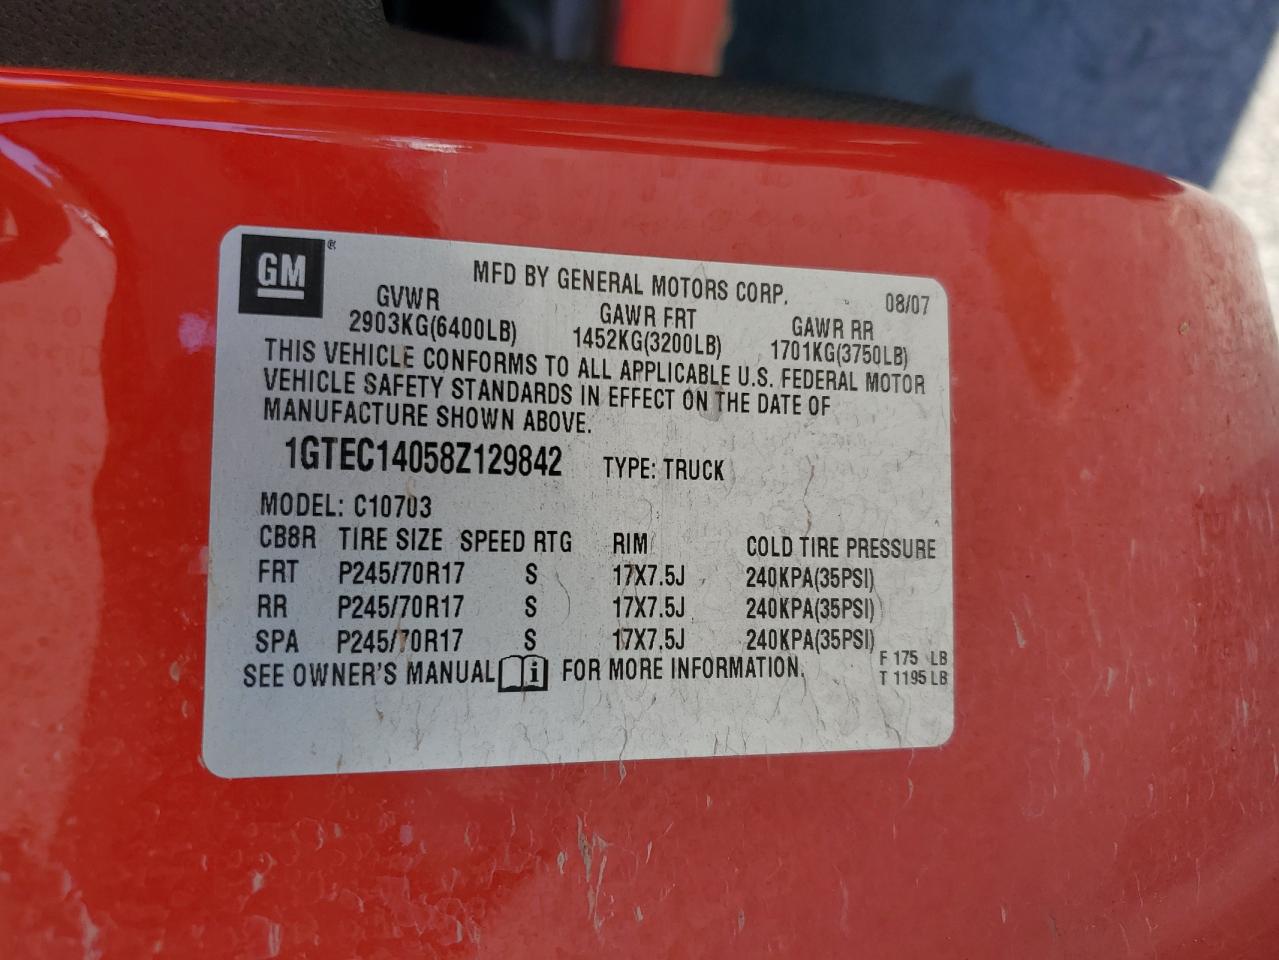 GM® MFD BY GENERAL MOTORS CORP. 08/07
GVWR GAWR FRT GAWR RR
2903KG(6400LB) 1452KG(3200LB) 1701KG(3750LB)
THIS VEHICLE CONFORMS TO ALL APPLICABLE U.S. FEDERAL MOTOR
VEHICLE SAFETY STANDARDS IN EFFECT ON THE DATE OF
MANUFACTURE SHOWN ABOVE.
1GTEC14058Z129842 TYPE: TRUCK
MODEL: C10703
CB8R TIRE SIZE SPEED RTG RIM COLD TIRE PRESSURE
FRT P245/70R17 S 17X7.5J 240KPA(35PSI)
RR P245/70R17 S 17X7.5J 240KPA(35PSI)
SPA P245/70R17 S 17X7.5J 240KPA(35PSI)
SEE OWNER'S MANUAL i FOR MORE INFORMATION.
F 175 LB
T 1195 LB